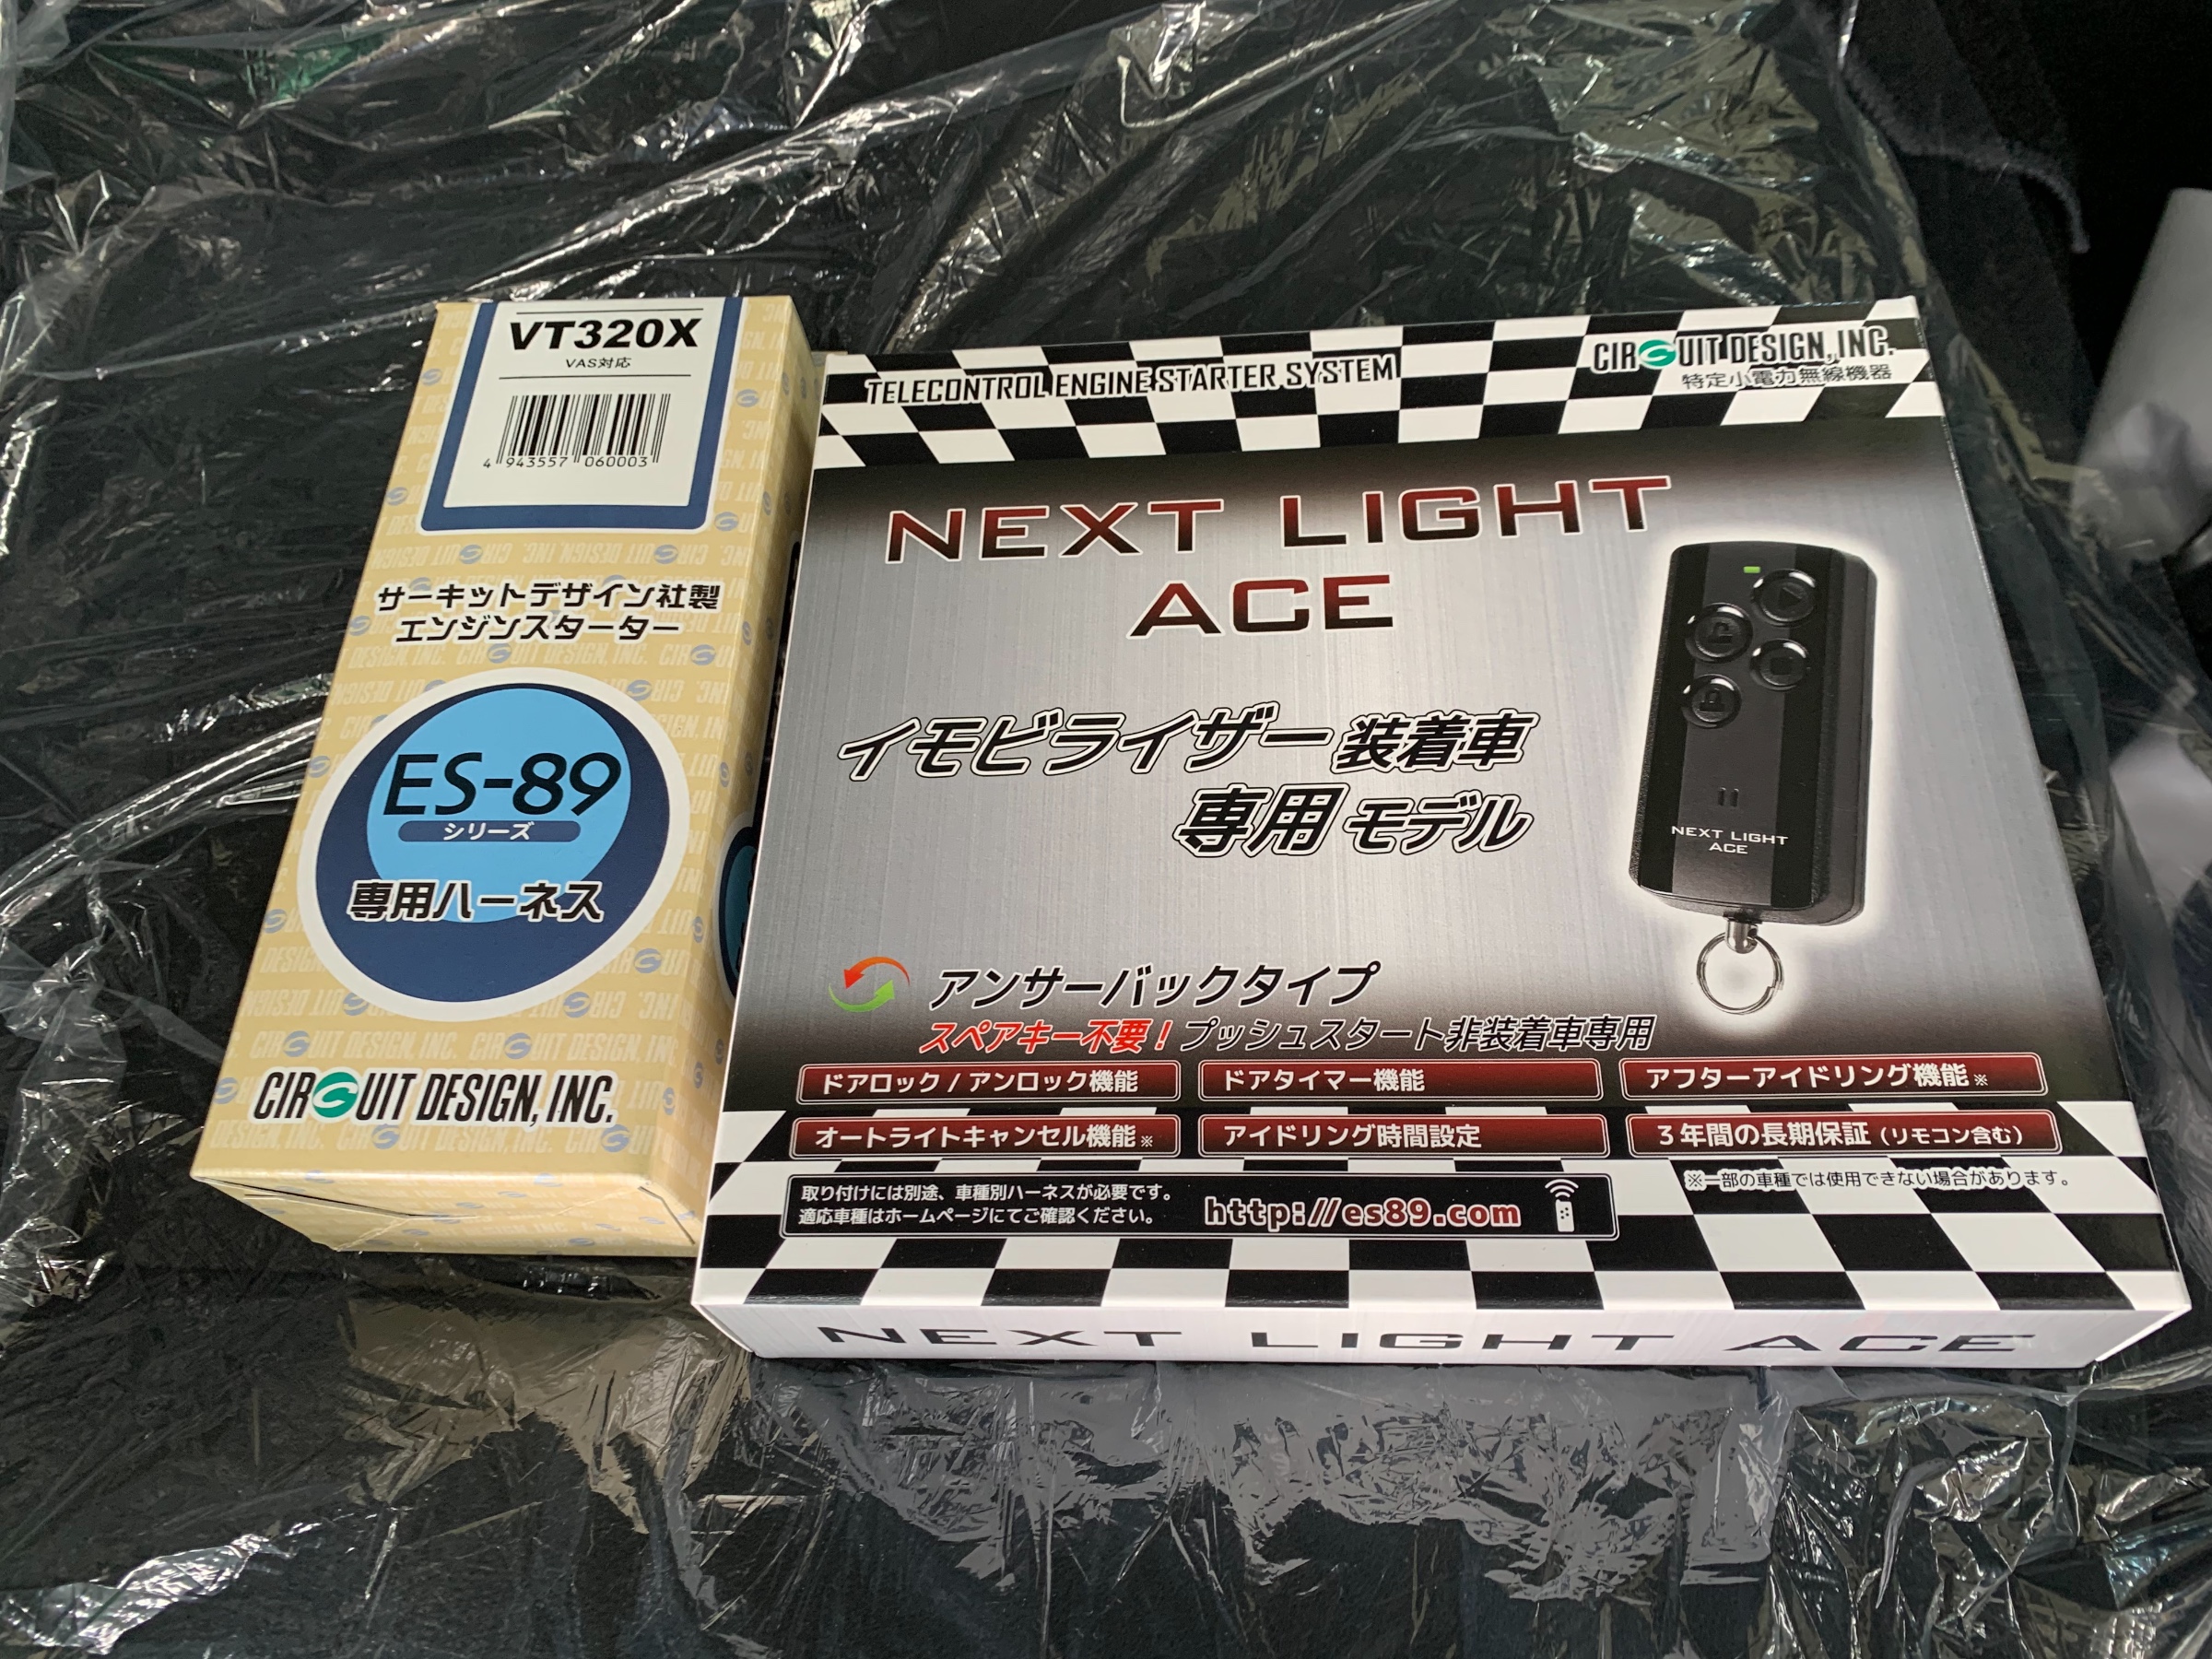 VT320X
VAS対応
4 943557 060003
サーキットデザイン社製
エンジンスターター
ES-89
シリーズ
専用ハーネス
CIRCUIT DESIGN, INC.
TELECONTROL ENGINE STARTER SYSTEM
CIRCUIT DESIGN, INC.
特定小電力無線機器
NEXT LIGHT
ACE
イモビライザー装着車
専用モデル
NEXT LIGHT
ACE
アンサーバックタイプ
スペアキー不要！プッシュスタート非装着車専用
ドアロック / アンロック機能
ドアタイマー機能
アフターアイドリング機能※
オートライトキャンセル機能※
アイドリング時間設定
３年間の長期保証（リモコン含む）
※一部の車種では使用できない場合があります。
取り付けには別途、車種別ハーネスが必要です。
適応車種はホームページにてご確認ください。
http://es89.com
NEXT LIGHT ACE